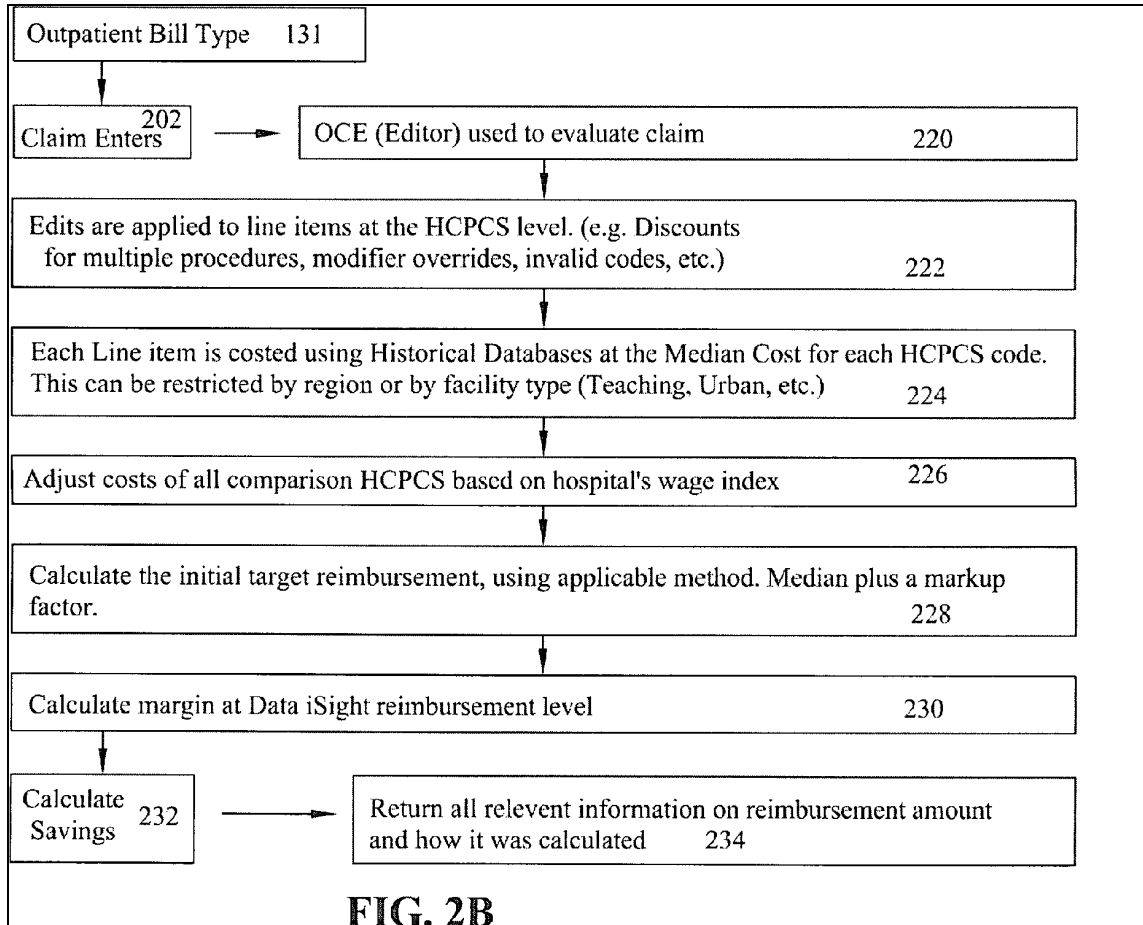 Outpatient Bill Type 131
Claim Enters 202
OCE (Editor) used to evaluate claim 220
Edits are applied to line items at the HCPCS level. (e.g. Discounts
for multiple procedures, modifier overrides, invalid codes, etc.) 222
Each Line item is costed using Historical Databases at the Median Cost for each HCPCS code.
This can be restricted by region or by facility type (Teaching, Urban, etc.) 224
Adjust costs of all comparison HCPCS based on hospital's wage index 226
Calculate the initial target reimbursement, using applicable method. Median plus a markup
factor. 228
Calculate margin at Data iSight reimbursement level 230
Calculate
Savings 232
Return all relevent information on reimbursement amount
and how it was calculated 234
FIG. 2B